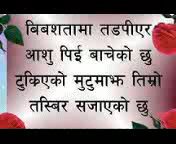 बिबशतामा तडपीएर
आशु पिई बाचेको छु
टुकिएको मुटुमाझ तिम्रो
तस्बिर सजाएको छु